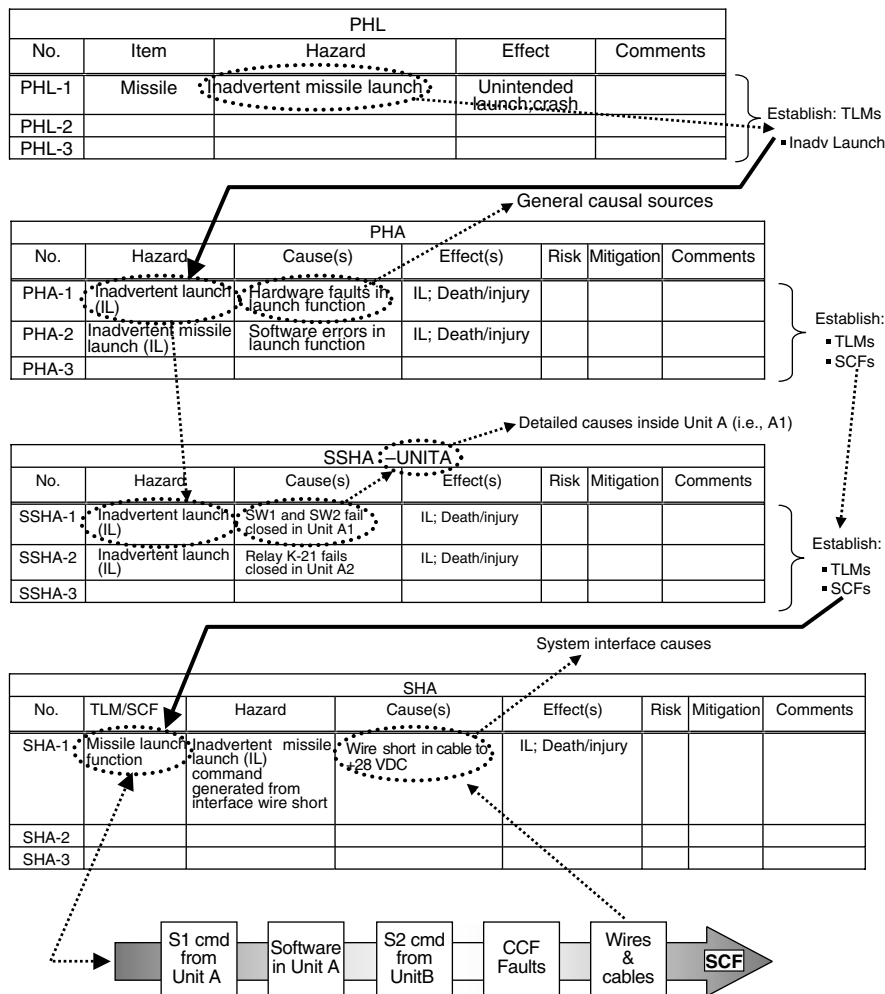 PHL
No. Item Hazard Effect Comments
PHL-1 Missile Inadvertent missile launch Unintended launch;crash
PHL-2
PHL-3
Establish: TLMs
▪ Inadv Launch
General causal sources
PHA
No. Hazard Cause(s) Effect(s) Risk Mitigation Comments
PHA-1 Inadvertent launch (IL) Hardware faults in launch function IL; Death/injury
PHA-2 Inadvertent missile launch (IL) Software errors in launch function IL; Death/injury
PHA-3
Establish:
▪ TLMs
▪ SCFs
Detailed causes inside Unit A (i.e., A1)
SSHA –UNITA
No. Hazard Cause(s) Effect(s) Risk Mitigation Comments
SSHA-1 Inadvertent launch (IL) SW1 and SW2 fail closed in Unit A1 IL; Death/injury
SSHA-2 Inadvertent launch (IL) Relay K-21 fails closed in Unit A2 IL; Death/injury
SSHA-3
Establish:
▪ TLMs
▪ SCFs
System interface causes
SHA
No. TLM/SCF Hazard Cause(s) Effect(s) Risk Mitigation Comments
SHA-1 Missile launch function Inadvertent missile launch (IL) command generated from interface wire short Wire short in cable to +28 VDC IL; Death/injury
SHA-2
SHA-3
S1 cmd from Unit A
Software in Unit A
S2 cmd from UnitB
CCF Faults
Wires & cables
SCF